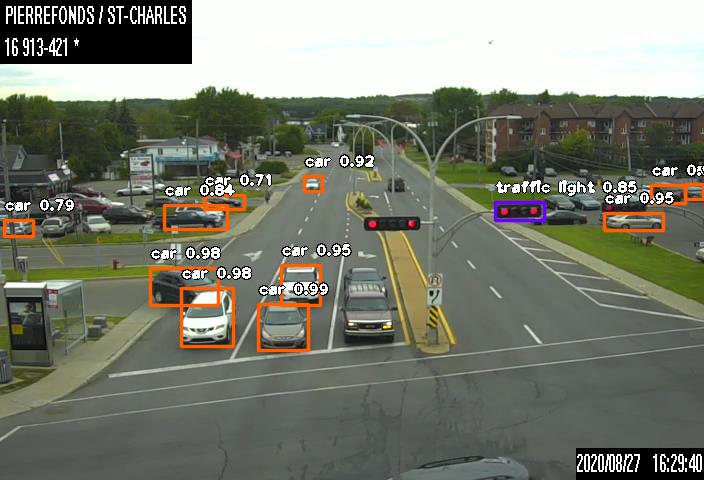 PIERREFONDS / ST-CHARLES
16 913-421 *
car 0.92
car 0.71
car 0.84
traffic light 0.85
car 0.79
car 0.95
car 0.98
car 0.95
car 0.98
car 0.99
2020/08/27 16:29:40